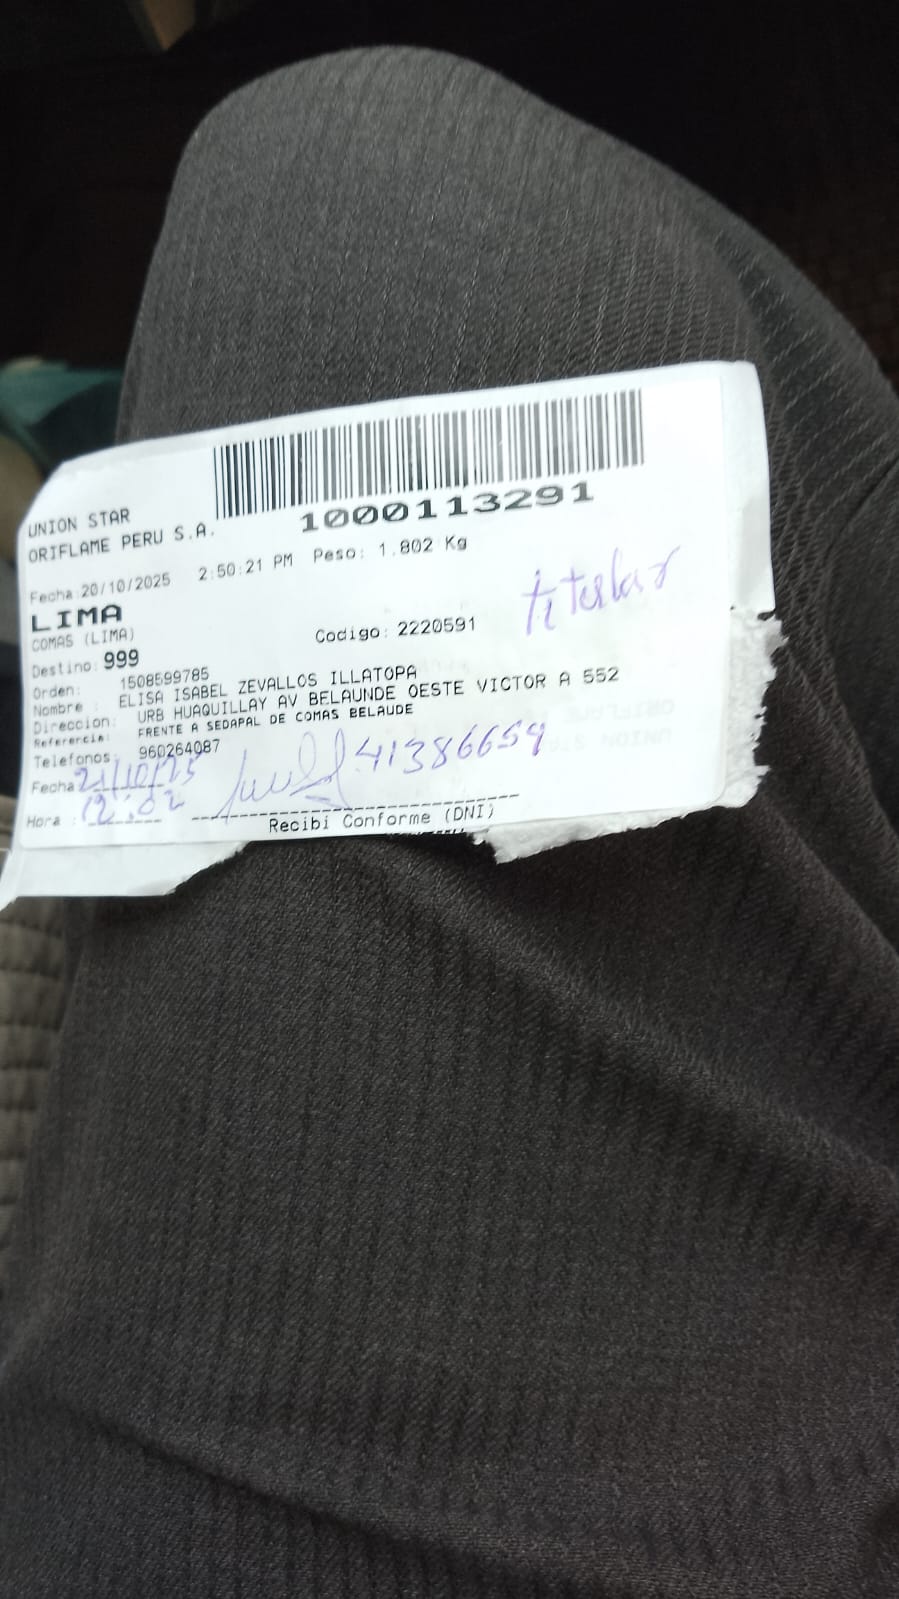 1000113291
UNION STAR
ORIFLAME PERU S.A.
Fecha:20/10/2025 2:50:21 PM Peso: 1.802 Kg
LIMA
COMAS (LIMA)
Codigo: 2220591
titular
Destino: 999
Orden: 1508599785
Nombre : ELISA ISABEL ZEVALLOS ILLATOPA
Direccion: URB HUAQUILLAY AV BELAUNDE OESTE VICTOR A 552
Referencia: FRENTE A SEDAPAL DE COMAS BELAUDE
Telefonos: 960264087
Fecha 21/10/25
41386659
Hora : 12:02
Recibi Conforme (DNI)